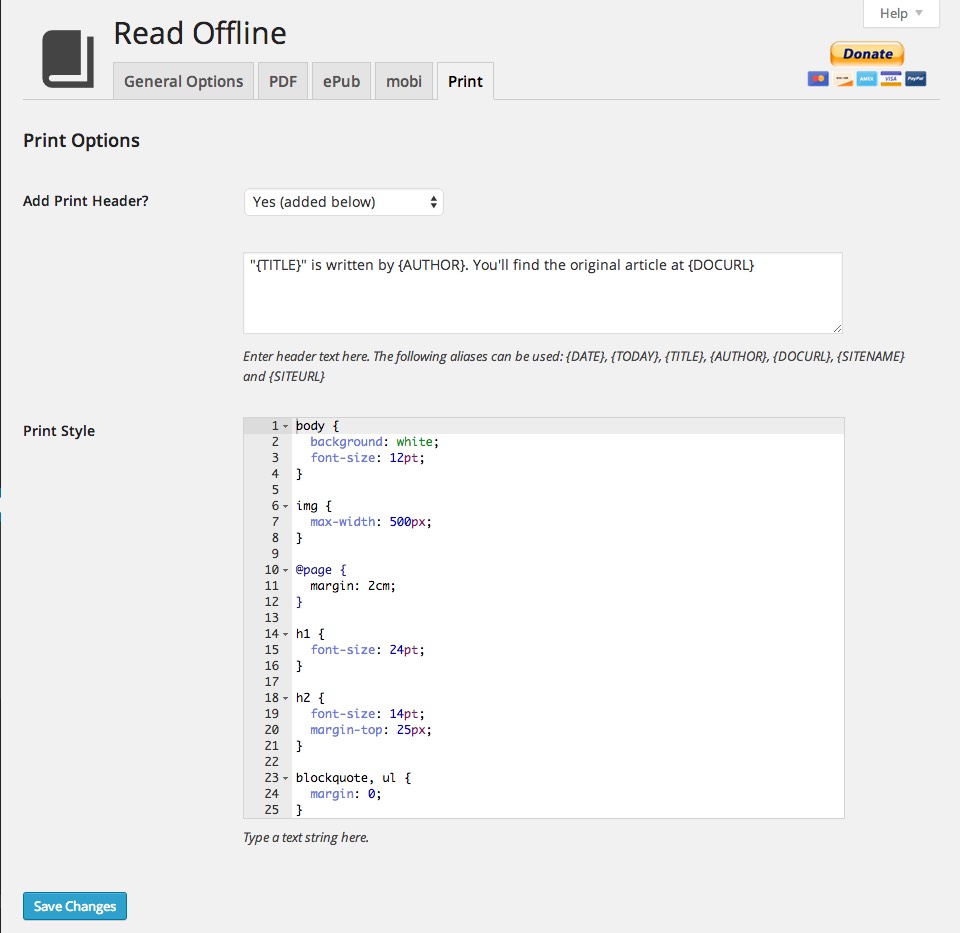 Help
Read Offline
Donate
General Options PDF ePub mobi Print
AMEX VISA PayPal
Print Options
Add Print Header? Yes (added below)
"{TITLE}" is written by {AUTHOR}. You'll find the original article at {DOCURL}
Enter header text here. The following aliases can be used: {DATE}, {TODAY}, {TITLE}, {AUTHOR}, {DOCURL}, {SITENAME}
and {SITEURL}
Print Style
1 body {
2 background: white;
3 font-size: 12pt;
4 }
5
6 img {
7 max-width: 500px;
8 }
9
10 @page {
11 margin: 2cm;
12 }
13
14 h1 {
15 font-size: 24pt;
16 }
17
18 h2 {
19 font-size: 14pt;
20 margin-top: 25px;
21 }
22
23 blockquote, ul {
24 margin: 0;
25 }
Type a text string here.
Save Changes